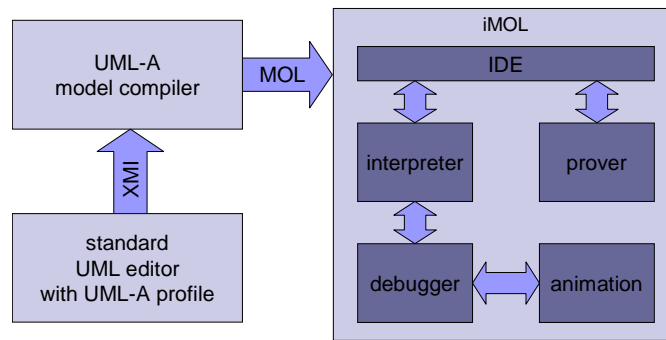 UML-A
model compiler
MOL
XMI
standard
UML editor
with UML-A profile
iMOL
IDE
interpreter
prover
debugger
animation